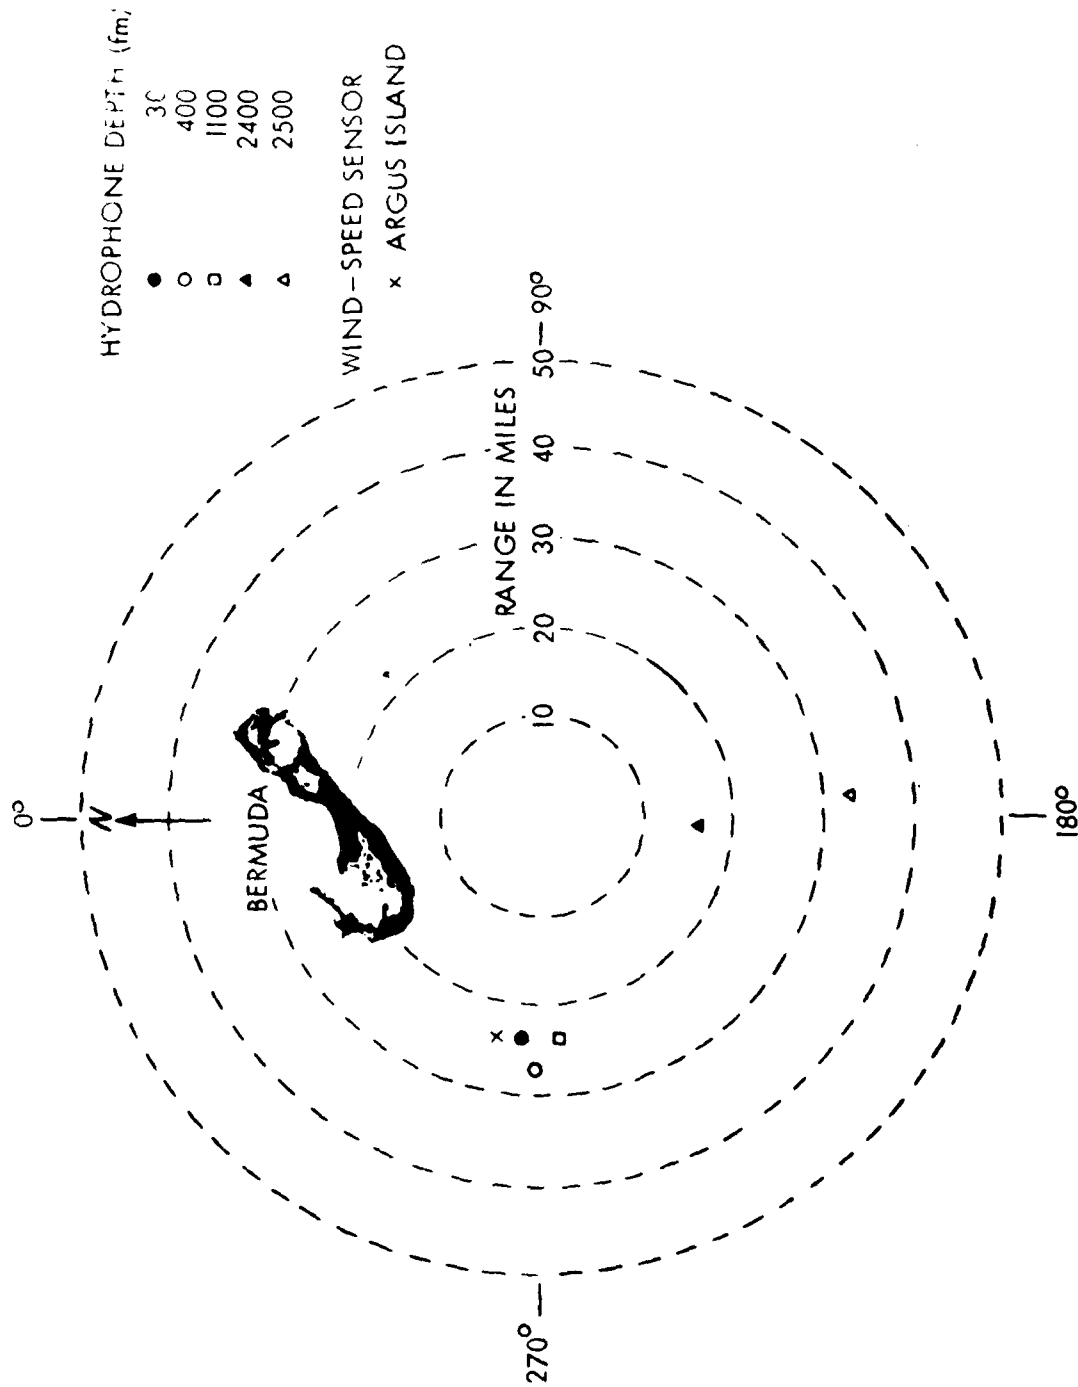 HYDROPHONE DEPTH (fm)
● 30
○ 400
□ 1100
▲ 2400
△ 2500
WIND-SPEED SENSOR
x ARGUS ISLAND
0°
N
BERMUDA
RANGE IN MILES
10
20
30
40
50
90°
270°
180°